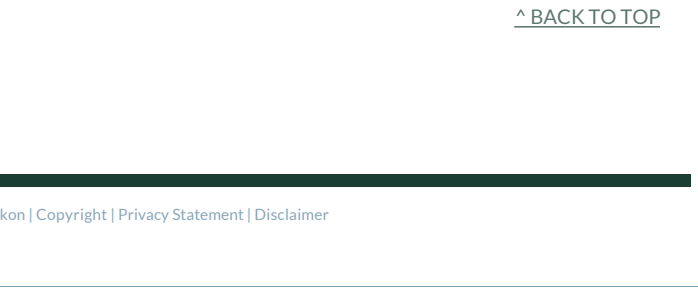 ^ BACK TO TOP
kon | Copyright | Privacy Statement | Disclaimer